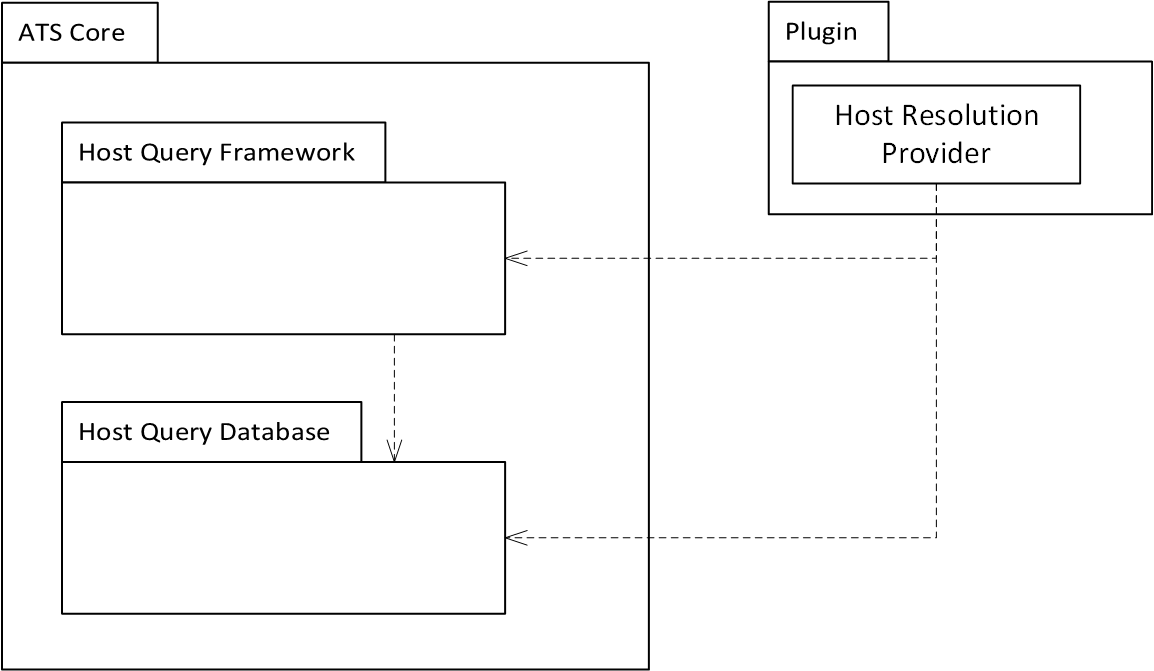 ATS Core
Plugin
Host Resolution
Provider
Host Query Framework
Host Query Database